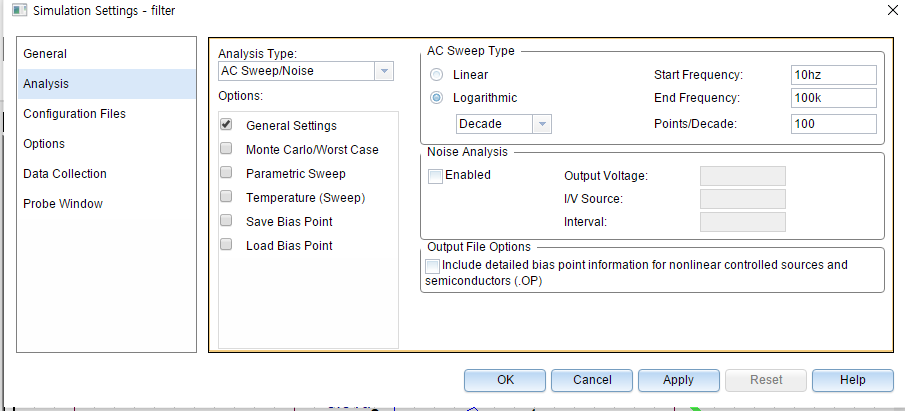 Simulation Settings - filter
General
Analysis
Configuration Files
Options
Data Collection
Probe Window
Analysis Type:
AC Sweep/Noise
Options:
General Settings
Monte Carlo/Worst Case
Parametric Sweep
Temperature (Sweep)
Save Bias Point
Load Bias Point
AC Sweep Type
Linear
Logarithmic
Decade
Start Frequency: 10hz
End Frequency: 100k
Points/Decade: 100
Noise Analysis
Enabled
Output Voltage:
I/V Source:
Interval:
Output File Options
Include detailed bias point information for nonlinear controlled sources and
semiconductors (.OP)
OK Cancel Apply Reset Help